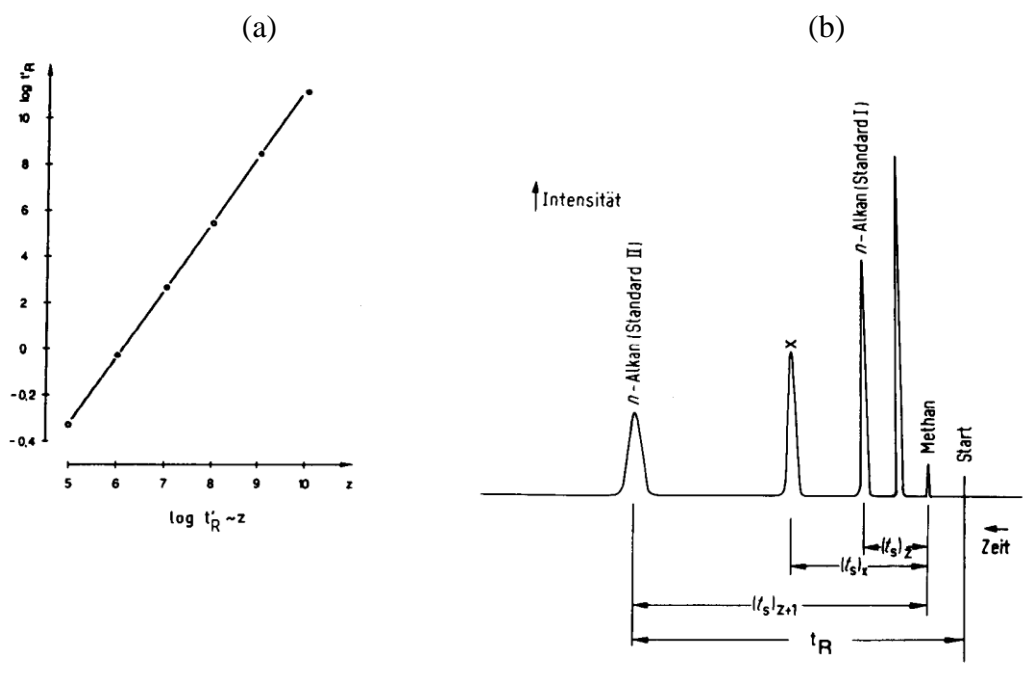 (a)
log t'R
10
8
6
4
2
0
-0,2
-0,4
5 6 7 8 9 10 z
log t'R ~ z
(b)
↑ Intensität
n-Alkan (Standard II)
x
n-Alkan (Standard I)
Methan
Start
Zeit
(ts)z
(ts)x
(ts)z+1
tR